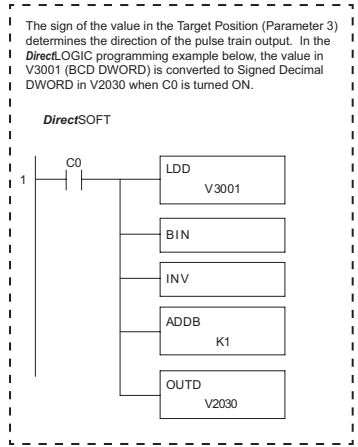 The sign of the value in the Target Position (Parameter 3)
determines the direction of the pulse train output. In the
DirectLOGIC programming example below, the value in
V3001 (BCD DWORD) is converted to Signed Decimal
DWORD in V2030 when C0 is turned ON.
DirectSOFT
C0
1
LDD
V3001
BIN
INV
ADDB
K1
OUTD
V2030